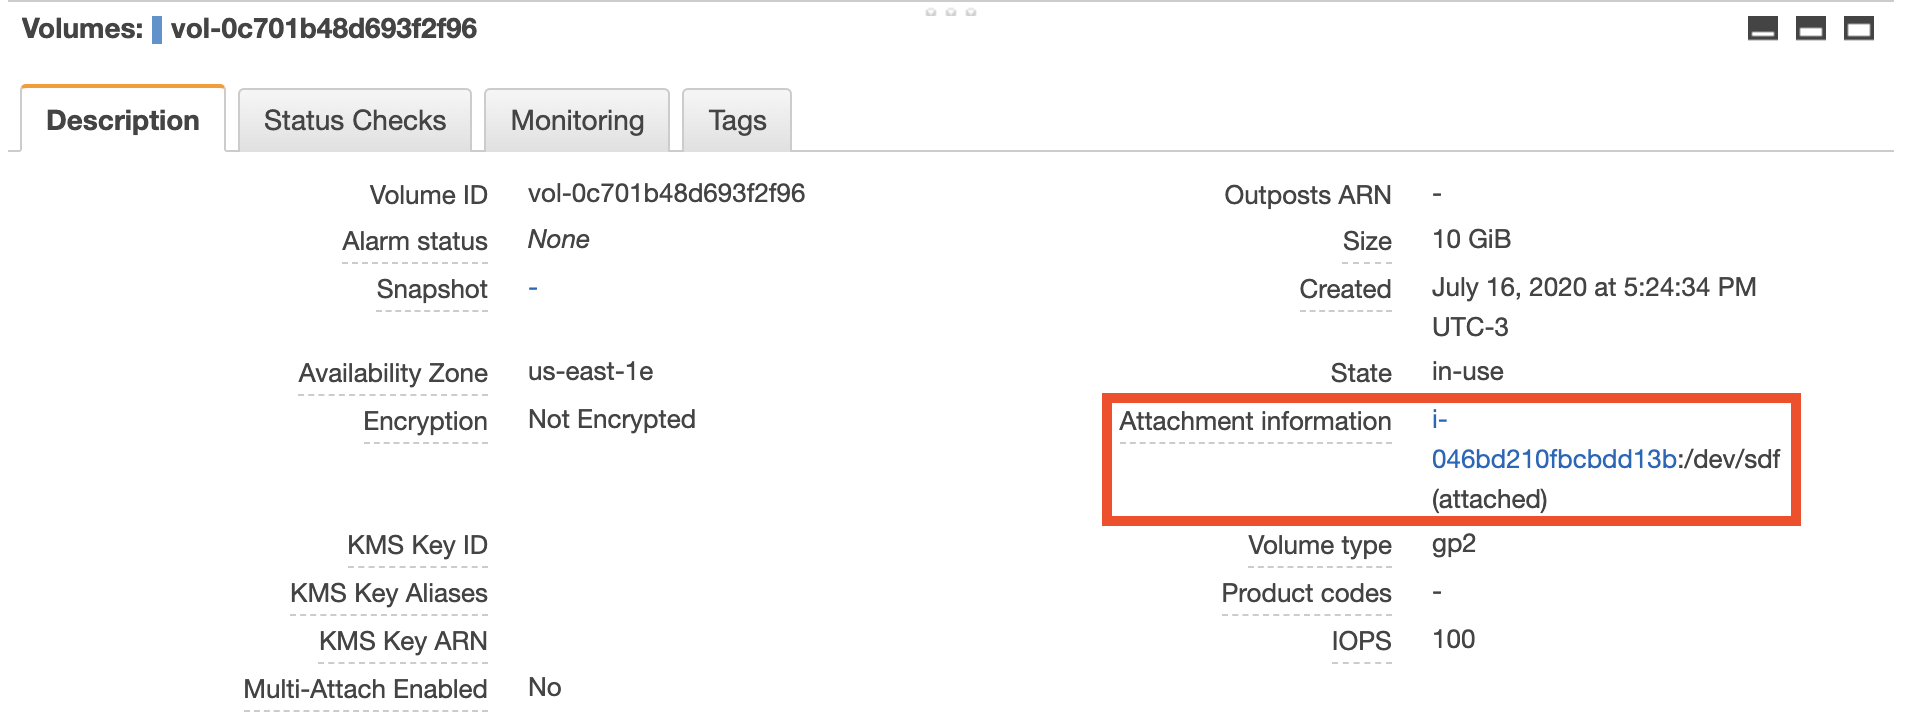 Volumes: vol-0c701b48d693f2f96
Description Status Checks Monitoring Tags
Volume ID vol-0c701b48d693f2f96
Alarm status None
Snapshot -
Availability Zone us-east-1e
Encryption Not Encrypted
KMS Key ID
KMS Key Aliases
KMS Key ARN
Multi-Attach Enabled No
Outposts ARN -
Size 10 GiB
Created July 16, 2020 at 5:24:34 PM
UTC-3
State in-use
Attachment information i-
046bd210fbcbdd13b:/dev/sdf
(attached)
Volume type gp2
Product codes -
IOPS 100